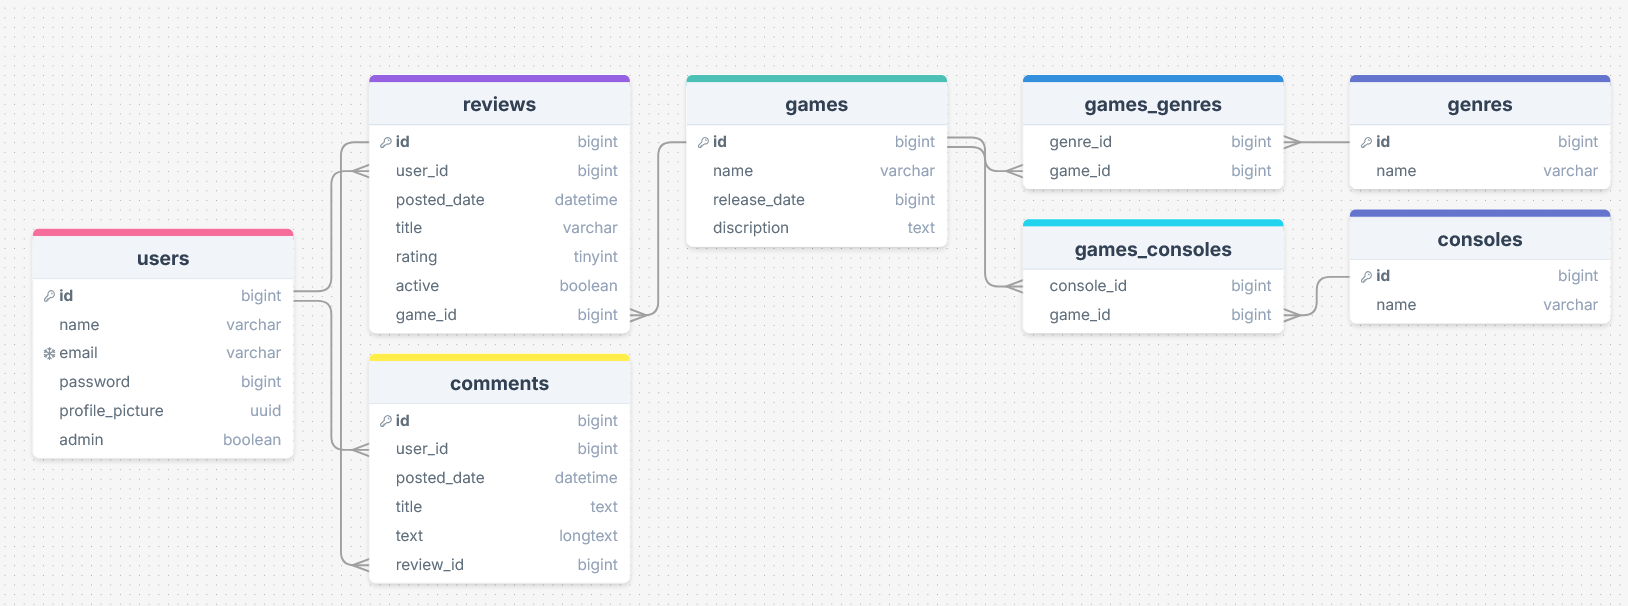 users
id bigint
name varchar
email varchar
password bigint
profile_picture uuid
admin boolean
reviews
id bigint
user_id bigint
posted_date datetime
title varchar
rating tinyint
active boolean
game_id bigint
comments
id bigint
user_id bigint
posted_date datetime
title text
text longtext
review_id bigint
games
id bigint
name varchar
release_date bigint
discription text
games_genres
genre_id bigint
game_id bigint
games_consoles
console_id bigint
game_id bigint
genres
id bigint
name varchar
consoles
id bigint
name varchar